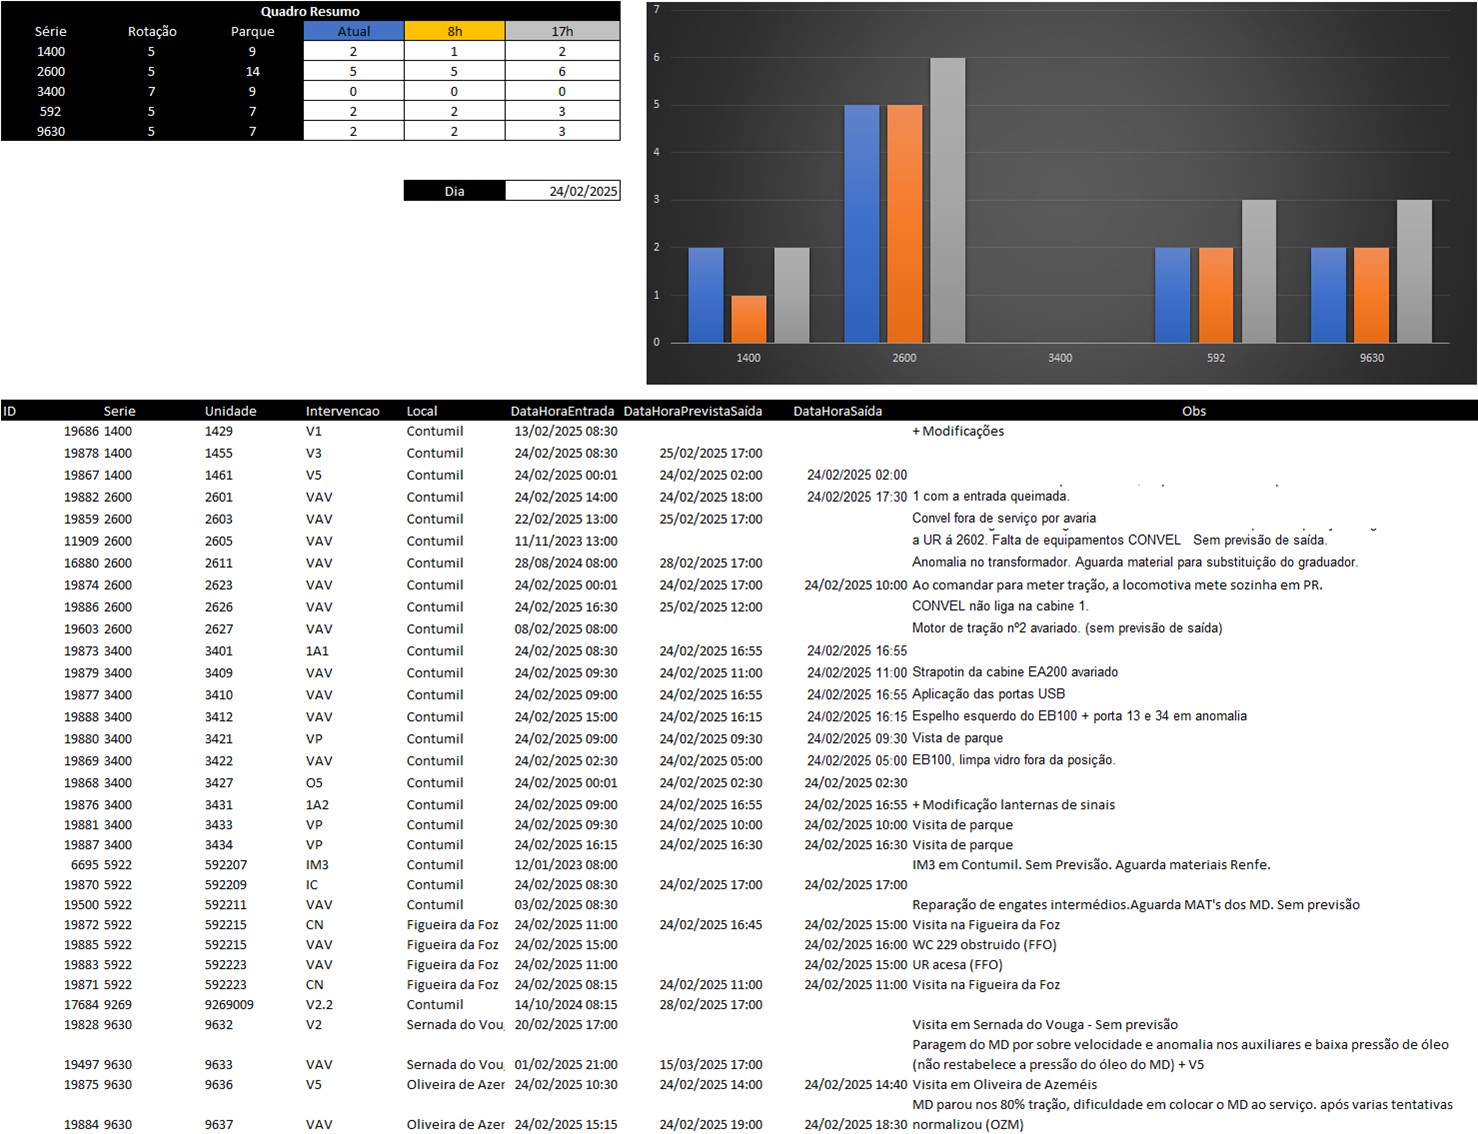 Quadro Resumo
Série Rotação Parque Atual 8h 17h
1400 5 9 2 1 2
2600 5 14 5 5 6
3400 7 9 0 0 0
592 5 7 2 2 3
9630 5 7 2 2 3
Dia 24/02/2025
7
6
5
4
3
2
1
0
1400 2600 3400 592 9630
ID Serie Unidade Intervencao Local DataHoraEntrada DataHoraPrevistaSaída DataHoraSaída Obs
19686 1400 1429 V1 Contumil 13/02/2025 08:30 + Modificações
19878 1400 1455 V3 Contumil 24/02/2025 08:30 25/02/2025 17:00
19867 1400 1461 V5 Contumil 24/02/2025 00:01 24/02/2025 02:00 24/02/2025 02:00
19882 2600 2601 VAV Contumil 24/02/2025 14:00 24/02/2025 18:00 24/02/2025 17:30 1 com a entrada queimada.
19859 2600 2603 VAV Contumil 22/02/2025 13:00 25/02/2025 17:00 Convel fora de serviço por avaria
11909 2600 2605 VAV Contumil 11/11/2023 13:00 a UR á 2602. Falta de equipamentos CONVEL Sem previsão de saída.
16880 2600 2611 VAV Contumil 28/08/2024 08:00 28/02/2025 17:00 Anomalia no transformador. Aguarda material para substituição do graduador.
19874 2600 2623 VAV Contumil 24/02/2025 00:01 24/02/2025 17:00 24/02/2025 10:00 Ao comandar para meter tração, a locomotiva mete sozinha em PR.
19886 2600 2626 VAV Contumil 24/02/2025 16:30 25/02/2025 12:00 CONVEL não liga na cabine 1.
19603 2600 2627 VAV Contumil 08/02/2025 08:00 Motor de tração nº2 avariado. (sem previsão de saída)
19873 3400 3401 1A1 Contumil 24/02/2025 08:30 24/02/2025 16:55 24/02/2025 16:55
19879 3400 3409 VAV Contumil 24/02/2025 09:30 24/02/2025 11:00 24/02/2025 11:00 Strapotin da cabine EA200 avariado
19877 3400 3410 VAV Contumil 24/02/2025 09:00 24/02/2025 16:55 24/02/2025 16:55 Aplicação das portas USB
19888 3400 3412 VAV Contumil 24/02/2025 15:00 24/02/2025 16:15 24/02/2025 16:15 Espelho esquerdo do EB100 + porta 13 e 34 em anomalia
19880 3400 3421 VP Contumil 24/02/2025 09:00 24/02/2025 09:30 24/02/2025 09:30 Vista de parque
19869 3400 3422 VAV Contumil 24/02/2025 02:30 24/02/2025 05:00 24/02/2025 05:00 EB100, limpa vidro fora da posição.
19868 3400 3427 O5 Contumil 24/02/2025 00:01 24/02/2025 02:30 24/02/2025 02:30
19876 3400 3431 1A2 Contumil 24/02/2025 09:00 24/02/2025 16:55 24/02/2025 16:55 + Modificação lanternas de sinais
19881 3400 3433 VP Contumil 24/02/2025 09:30 24/02/2025 10:00 24/02/2025 10:00 Visita de parque
19887 3400 3434 VP Contumil 24/02/2025 16:15 24/02/2025 16:30 24/02/2025 16:30 Visita de parque
6695 5922 592207 IM3 Contumil 12/01/2023 08:00 IM3 em Contumil. Sem Previsão. Aguarda materiais Renfe.
19870 5922 592209 IC Contumil 24/02/2025 08:30 24/02/2025 17:00 24/02/2025 17:00
19500 5922 592211 VAV Contumil 03/02/2025 08:30 Reparação de engates intermédios.Aguarda MAT's dos MD. Sem previsão
19872 5922 592215 CN Figueira da Foz 24/02/2025 11:00 24/02/2025 16:45 24/02/2025 15:00 Visita na Figueira da Foz
19885 5922 592215 VAV Figueira da Foz 24/02/2025 15:00 24/02/2025 16:00 WC 229 obstruido (FFO)
19883 5922 592223 VAV Figueira da Foz 24/02/2025 11:00 24/02/2025 15:00 UR acesa (FFO)
19871 5922 592223 CN Figueira da Foz 24/02/2025 08:15 24/02/2025 11:00 24/02/2025 11:00 Visita na Figueira da Foz
17684 9269 9269009 V2.2 Contumil 14/10/2024 08:15 28/02/2025 17:00
19828 9630 9632 V2 Sernada do Vou 20/02/2025 17:00 Visita em Sernada do Vouga - Sem previsão
Paragem do MD por sobre velocidade e anomalia nos auxiliares e baixa pressão de óleo
19497 9630 9633 VAV Sernada do Vou 01/02/2025 21:00 15/03/2025 17:00 (não restabelece a pressão do óleo do MD) + V5
19875 9630 9636 V5 Oliveira de Azer 24/02/2025 10:30 24/02/2025 14:00 24/02/2025 14:40 Visita em Oliveira de Azeméis
MD parou nos 80% tração, dificuldade em colocar o MD ao serviço. após varias tentativas
19884 9630 9637 VAV Oliveira de Azer 24/02/2025 15:15 24/02/2025 19:00 24/02/2025 18:30 normalizou (OZM)